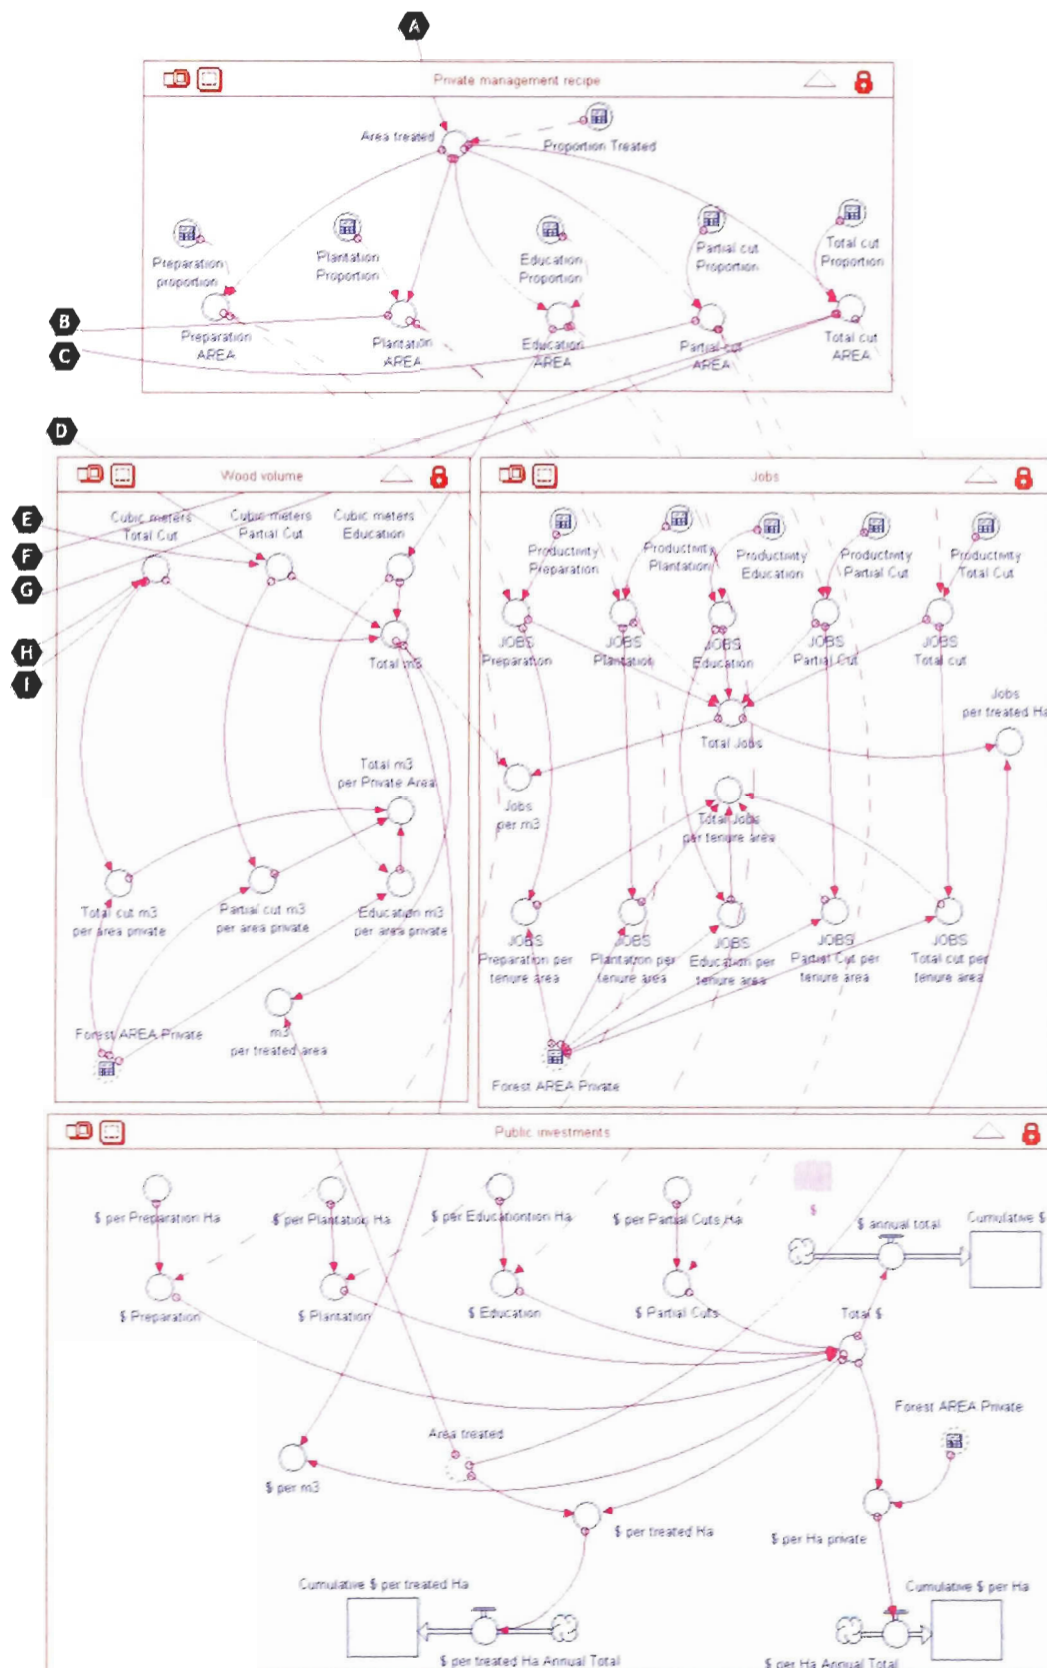 A
Private management recipe
Area treated
Proportion Treated
Preparation
proportion
Plantation
Proportion
Education
Proportion
Partial cut
Proportion
Total cut
Proportion
B
C
Preparation
AREA
Plantation
AREA
Education
AREA
Partial cut
AREA
Total cut
AREA
D
Wood volume
Jobs
E
F
G
H
I
Cubic meters
Total Cut
Cubic meters
Partial Cut
Cubic meters
Education
Total m3
Total m3
per Private Area
Total cut m3
per area private
Partial cut m3
per area private
Education m3
per area private
Forest AREA Private
m3
per treated area
Productivity
Preparation
Productivity
Plantation
Productivity
Education
Productivity
Partial Cut
Productivity
Total Cut
JOBS
Preparation
JOBS
Plantation
JOBS
Education
JOBS
Partial Cut
JOBS
Total cut
Jobs
per treated Ha
Total Jobs
Jobs
per m3
Total Jobs
per tenure area
JOBS
Preparation per
tenure area
JOBS
Plantation per
tenure area
JOBS
Education per
tenure area
JOBS
Partial Cut per
tenure area
JOBS
Total cut per
tenure area
Forest AREA Private
Public investments
$ per Preparation Ha
$ per Plantation Ha
$ per Educationtion Ha
$ per Partial Cuts Ha
$
$ annual total
Cumulative $
$ Preparation
$ Plantation
$ Education
$ Partial Cuts
Total $
Forest AREA Private
Area treated
$ per m3
$ per treated Ha
$ per Ha private
Cumulative $ per treated Ha
Cumulative $ per Ha
$ per treated Ha Annual Total
$ per Ha Annual Total